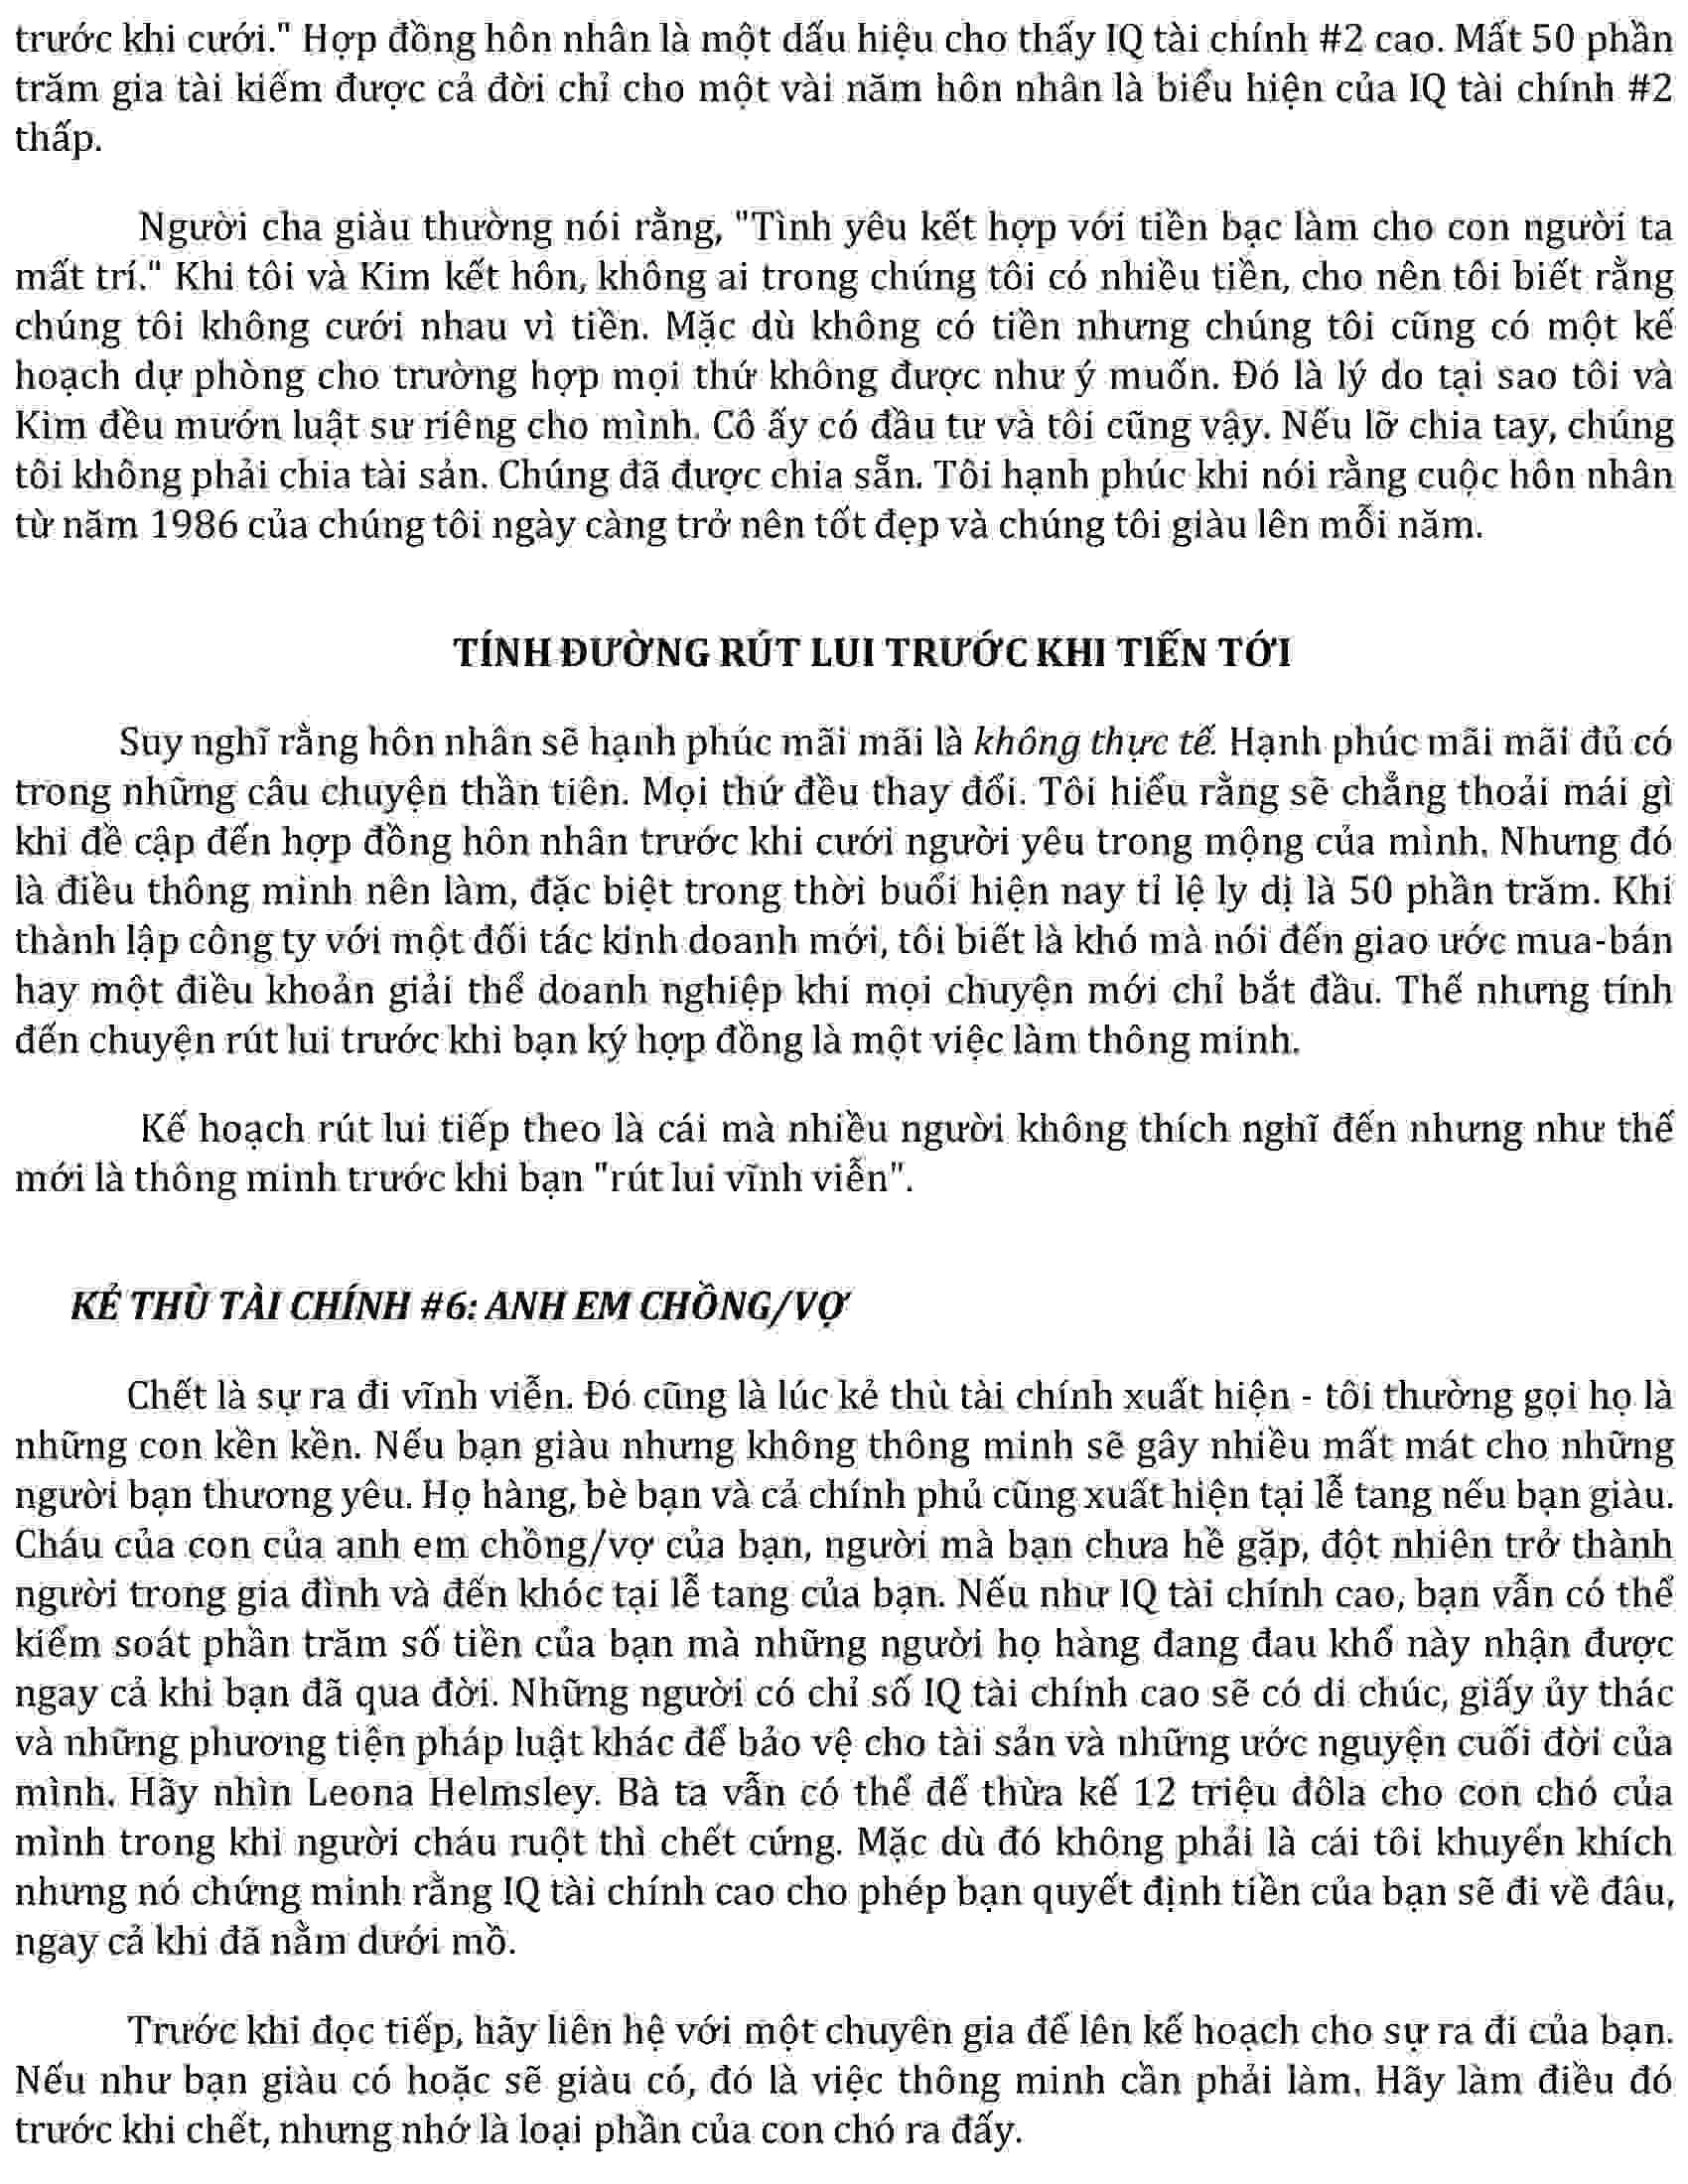 trước khi cưới." Hợp đồng hôn nhân là một dấu hiệu cho thấy IQ tài chính #2 cao. Mất 50 phần
trăm gia tài kiếm được cả đời chỉ cho một vài năm hôn nhân là biểu hiện của IQ tài chính #2
thấp.
Người cha giàu thường nói rằng, "Tình yêu kết hợp với tiền bạc làm cho con người ta
mất trí." Khi tôi và Kim kết hôn, không ai trong chúng tôi có nhiều tiền, cho nên tôi biết rằng
chúng tôi không cưới nhau vì tiền. Mặc dù không có tiền nhưng chúng tôi cũng có một kế
hoạch dự phòng cho trường hợp mọi thứ không được như ý muốn. Đó là lý do tại sao tôi và
Kim đều mướn luật sư riêng cho mình. Cô ấy có đầu tư và tôi cũng vậy. Nếu lỡ chia tay, chúng
tôi không phải chia tài sản. Chúng đã được chia sẵn. Tôi hạnh phúc khi nói rằng cuộc hôn nhân
từ năm 1986 của chúng tôi ngày càng trở nên tốt đẹp và chúng tôi giàu lên mỗi năm.
TÍNH ĐƯỜNG RÚT LUI TRƯỚC KHI TIẾN TỚI
Suy nghĩ rằng hôn nhân sẽ hạnh phúc mãi mãi là không thực tế. Hạnh phúc mãi mãi đủ có
trong những câu chuyện thần tiên. Mọi thứ đều thay đổi. Tôi hiểu rằng sẽ chẳng thoải mái gì
khi đề cập đến hợp đồng hôn nhân trước khi cưới người yêu trong mộng của mình. Nhưng đó
là điều thông minh nên làm, đặc biệt trong thời buổi hiện nay tỉ lệ ly dị là 50 phần trăm. Khi
thành lập công ty với một đối tác kinh doanh mới, tôi biết là khó mà nói đến giao ước mua-bán
hay một điều khoản giải thể doanh nghiệp khi mọi chuyện mới chỉ bắt đầu. Thế nhưng tính
đến chuyện rút lui trước khi bạn ký hợp đồng là một việc làm thông minh.
Kế hoạch rút lui tiếp theo là cái mà nhiều người không thích nghĩ đến nhưng như thế
mới là thông minh trước khi bạn "rút lui vĩnh viễn".
KẺ THÙ TÀI CHÍNH #6: ANH EM CHỒNG/VỢ
Chết là sự ra đi vĩnh viễn. Đó cũng là lúc kẻ thù tài chính xuất hiện - tôi thường gọi họ là
những con kền kền. Nếu bạn giàu nhưng không thông minh sẽ gây nhiều mất mát cho những
người bạn thương yêu. Họ hàng, bè bạn và cả chính phủ cũng xuất hiện tại lễ tang nếu bạn giàu.
Cháu của con của anh em chồng/vợ của bạn, người mà bạn chưa hề gặp, đột nhiên trở thành
người trong gia đình và đến khóc tại lễ tang của bạn. Nếu như IQ tài chính cao, bạn vẫn có thể
kiểm soát phần trăm số tiền của bạn mà những người họ hàng đang đau khổ này nhận được
ngay cả khi bạn đã qua đời. Những người có chỉ số IQ tài chính cao sẽ có di chúc, giấy ủy thác
và những phương tiện pháp luật khác để bảo vệ cho tài sản và những ước nguyện cuối đời của
mình. Hãy nhìn Leona Helmsley. Bà ta vẫn có thể để thừa kế 12 triệu đôla cho con chó của
mình trong khi người cháu ruột thì chết cứng. Mặc dù đó không phải là cái tôi khuyến khích
nhưng nó chứng minh rằng IQ tài chính cao cho phép bạn quyết định tiền của bạn sẽ đi về đâu,
ngay cả khi đã nằm dưới mồ.
Trước khi đọc tiếp, hãy liên hệ với một chuyên gia để lên kế hoạch cho sự ra đi của bạn.
Nếu như bạn giàu có hoặc sẽ giàu có, đó là việc thông minh cần phải làm. Hãy làm điều đó
trước khi chết, nhưng nhớ là loại phần của con chó ra đấy.